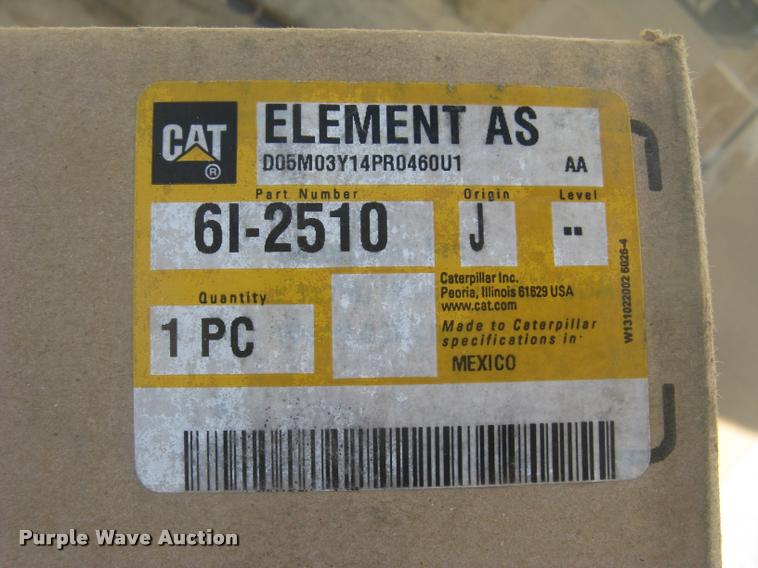 CAT
®
ELEMENT AS
D05M03Y14PR0460U1 AA
Part Number Origin Level
6I-2510 J --
Quantity
1 PC
Caterpillar Inc.
Peoria, Illinois 61629 USA
www.cat.com
Made to Caterpillar
specifications in:
MEXICO
W131022002 6026-4
Purple Wave Auction